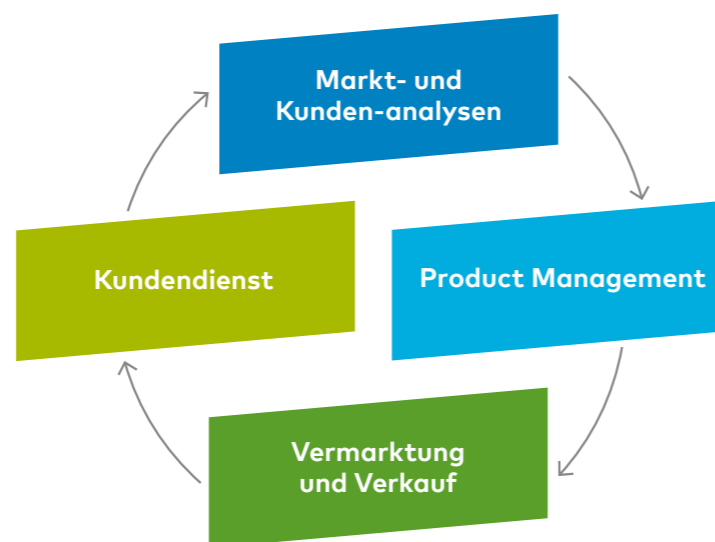 Markt- und
Kunden-analysen
Kundendienst
Product Management
Vermarktung
und Verkauf